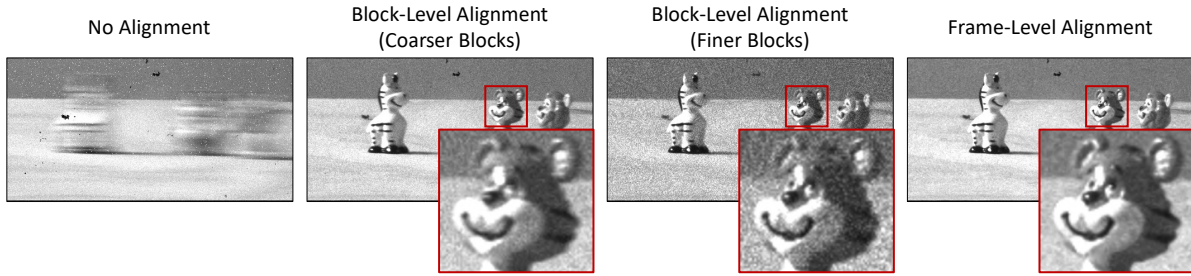 No Alignment
Block-Level Alignment
(Coarser Blocks)
Block-Level Alignment
(Finer Blocks)
Frame-Level Alignment